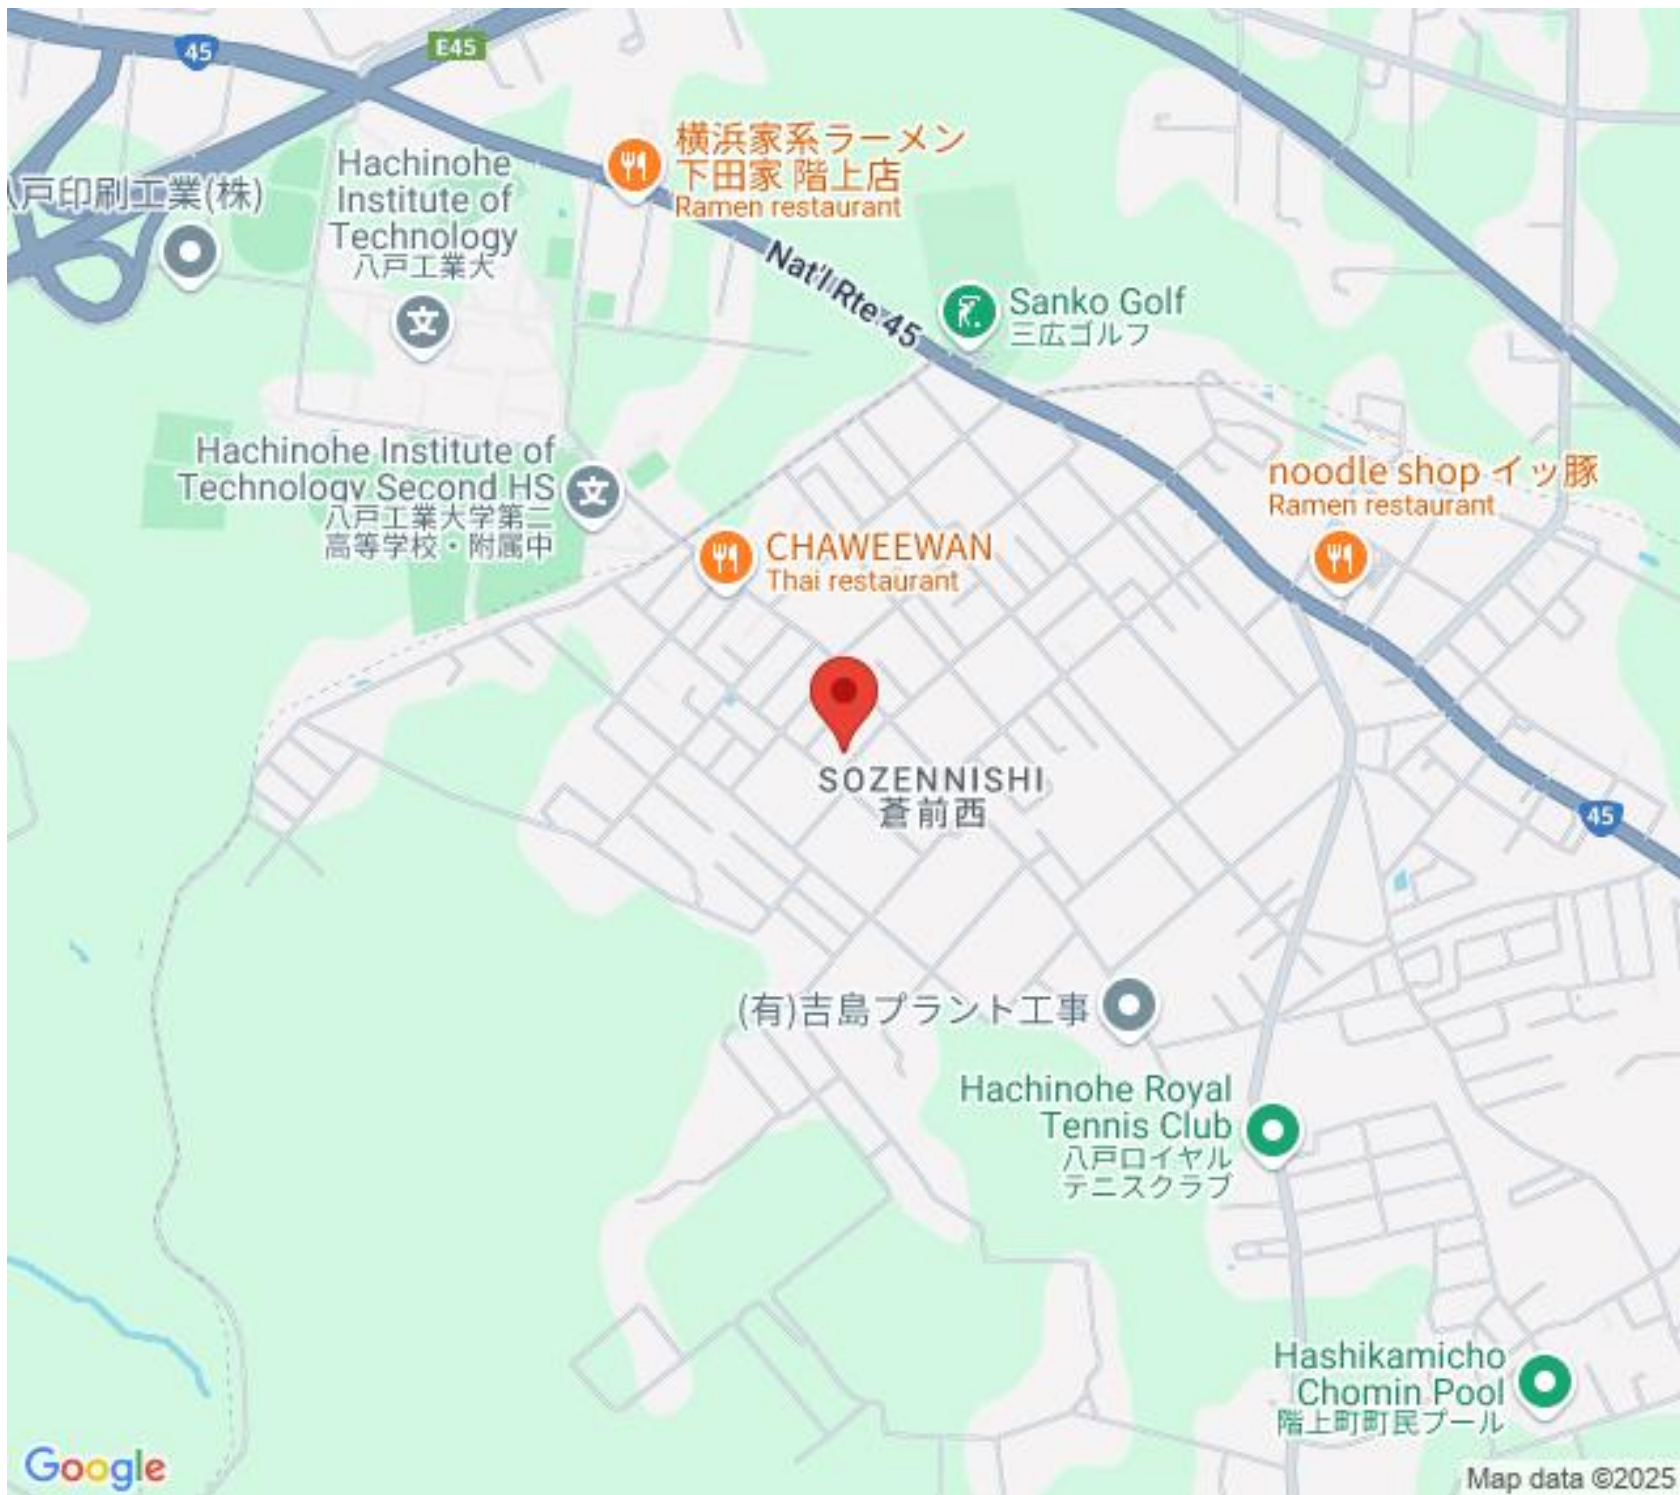 45
E45
横浜家系ラーメン
下田家 階上店
Ramen restaurant
Hachinohe
Institute of
Technology
八戸工業大
戸印刷工業(株)
Nat'l Rte 45
Sanko Golf
三広ゴルフ
Hachinohe Institute of
Technology Second HS
八戸工業大学第二
高等学校・附属中
noodle shop イッ豚
Ramen restaurant
CHAWEEWAN
Thai restaurant
SOZENNISHI
蒼前西
45
(有)吉島プラント工事
Hachinohe Royal
Tennis Club
八戸ロイヤル
テニスクラブ
Hashikamicho
Chomin Pool
階上町町民プール
Google
Map data ©2025